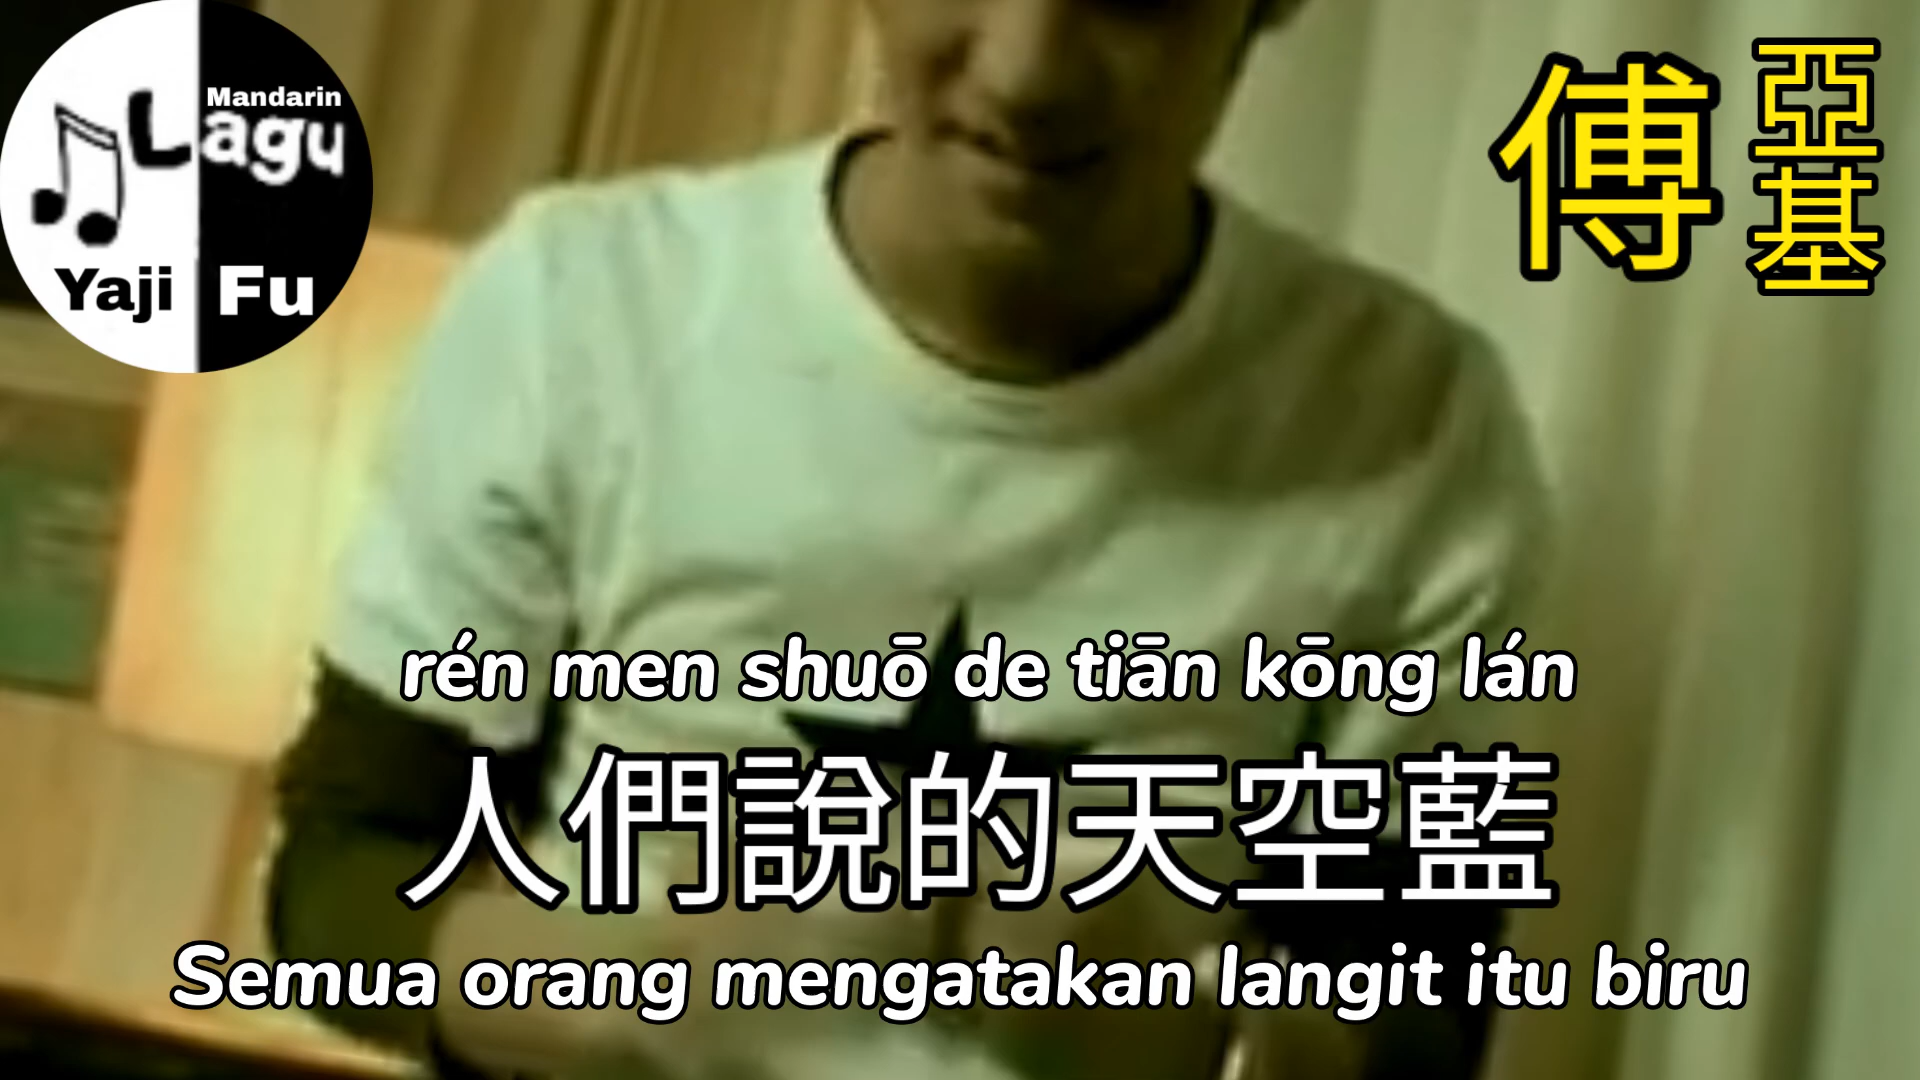 Mandarin
Lagu
Yaji Fu
傅亞基
rén men shuō de tiān kōng lán
人們說的天空藍
Semua orang mengatakan langit itu biru